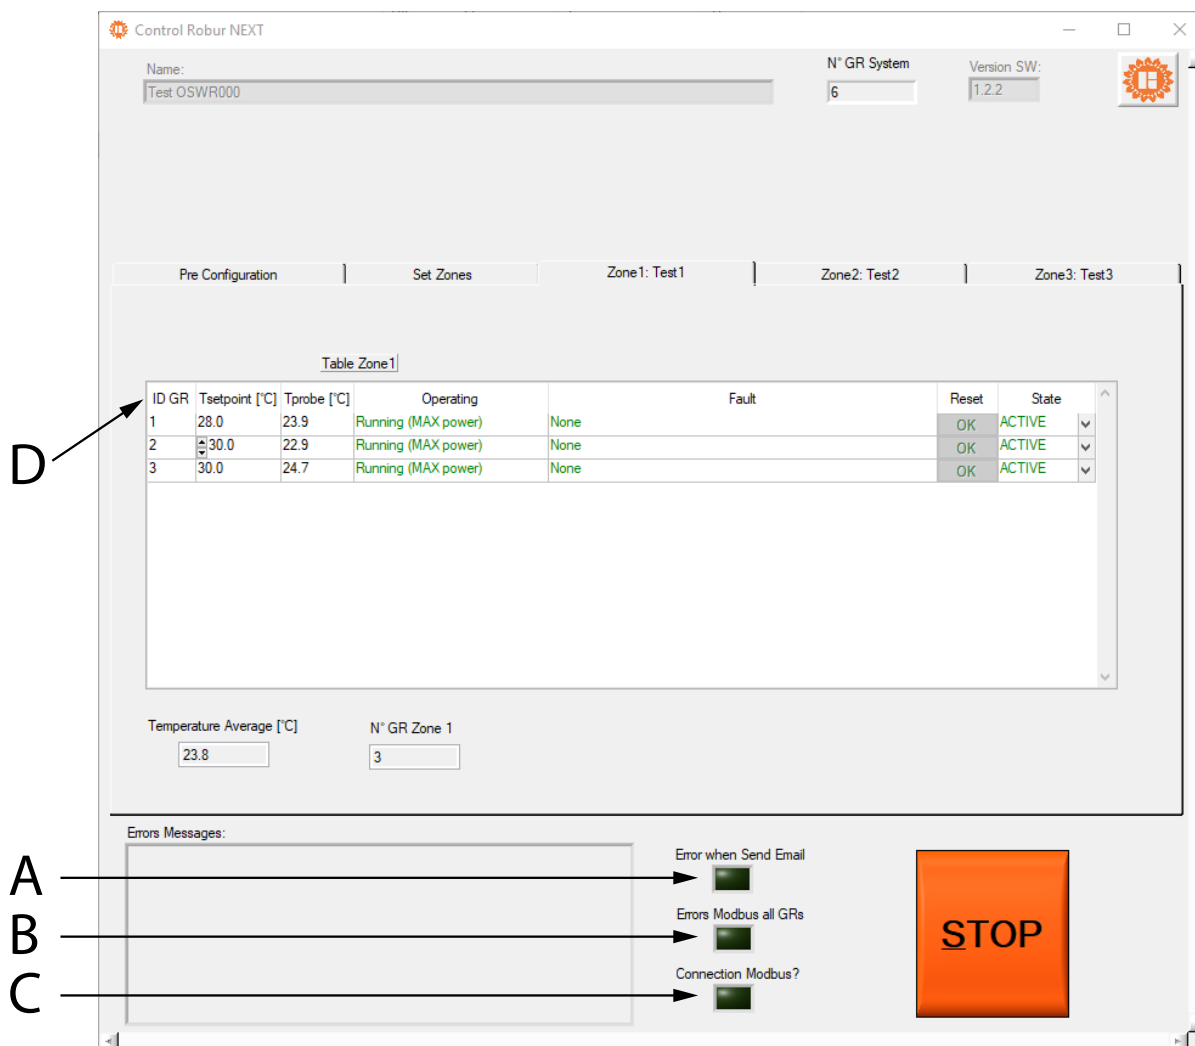 Control Robur NEXT
Name:
N° GR System
Version SW:
Test OSWR000
6
1.2.2
Pre Configuration
Set Zones
Zone1: Test1
Zone2: Test2
Zone3: Test3
Table Zone1
ID GR Tsetpoint [°C] Tprobe [°C] Operating Fault Reset State
1 28.0 23.9 Running (MAX power) None OK ACTIVE
2 30.0 22.9 Running (MAX power) None OK ACTIVE
3 30.0 24.7 Running (MAX power) None OK ACTIVE
D
Temperature Average [°C]
N° GR Zone 1
23.8
3
Errors Messages:
Error when Send Email
A
Errors Modbus all GRs
B
STOP
Connection Modbus?
C